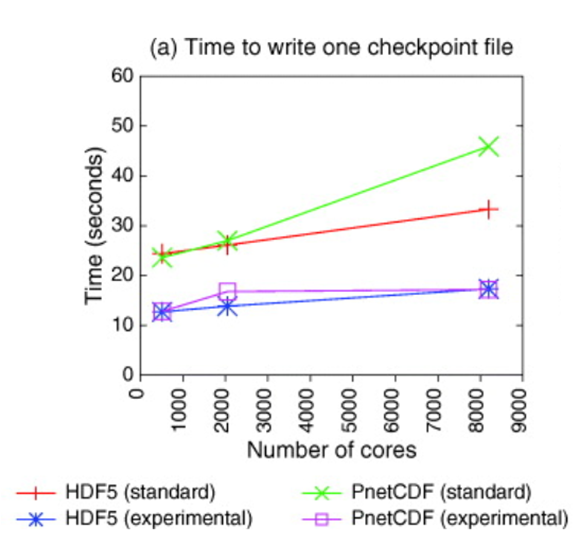 (a) Time to write one checkpoint file
60
50
40
30
20
10
0
Time (seconds)
0 1000 2000 3000 4000 5000 6000 7000 8000 9000
Number of cores
HDF5 (standard) PnetCDF (standard)
HDF5 (experimental) PnetCDF (experimental)